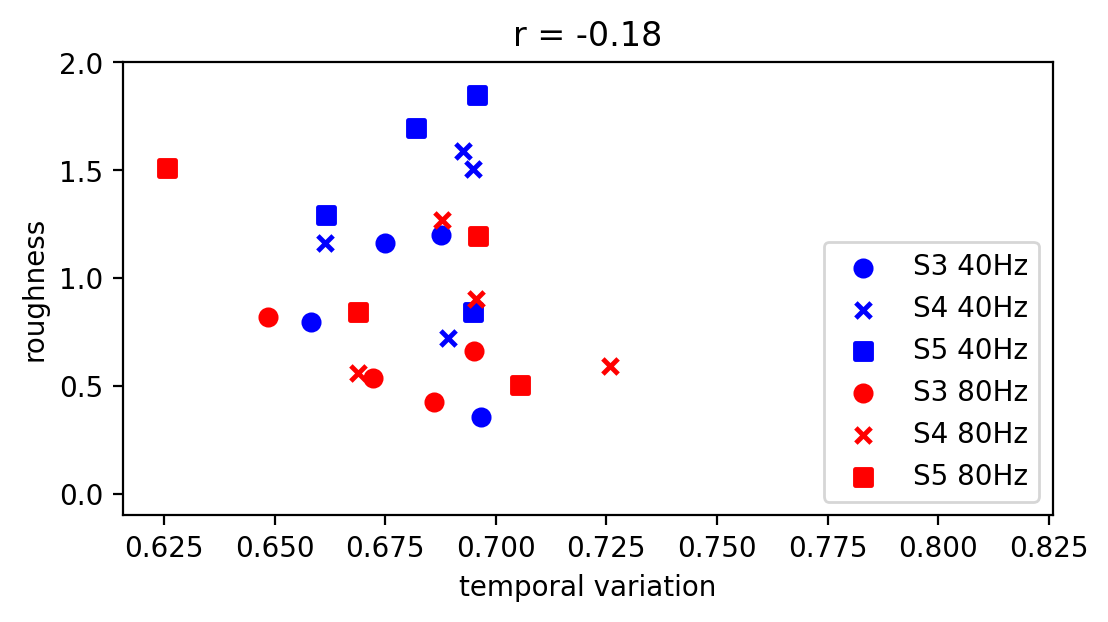 r = -0.18
roughness
2.0
1.5
1.0
0.5
0.0
S3 40Hz
S4 40Hz
S5 40Hz
S3 80Hz
S4 80Hz
S5 80Hz
0.625 0.650 0.675 0.700 0.725 0.750 0.775 0.800 0.825
temporal variation